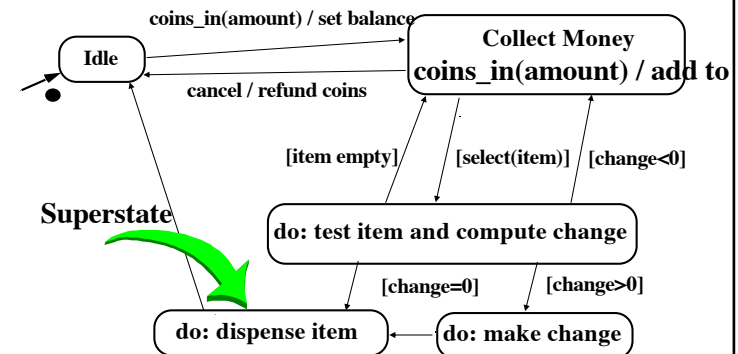 coins_in(amount) / set balance
Idle
Collect Money
coins_in(amount) / add to
cancel / refund coins
[item empty]
[select(item)]
[change<0]
Superstate
do: test item and compute change
[change=0]
[change>0]
do: dispense item
do: make change